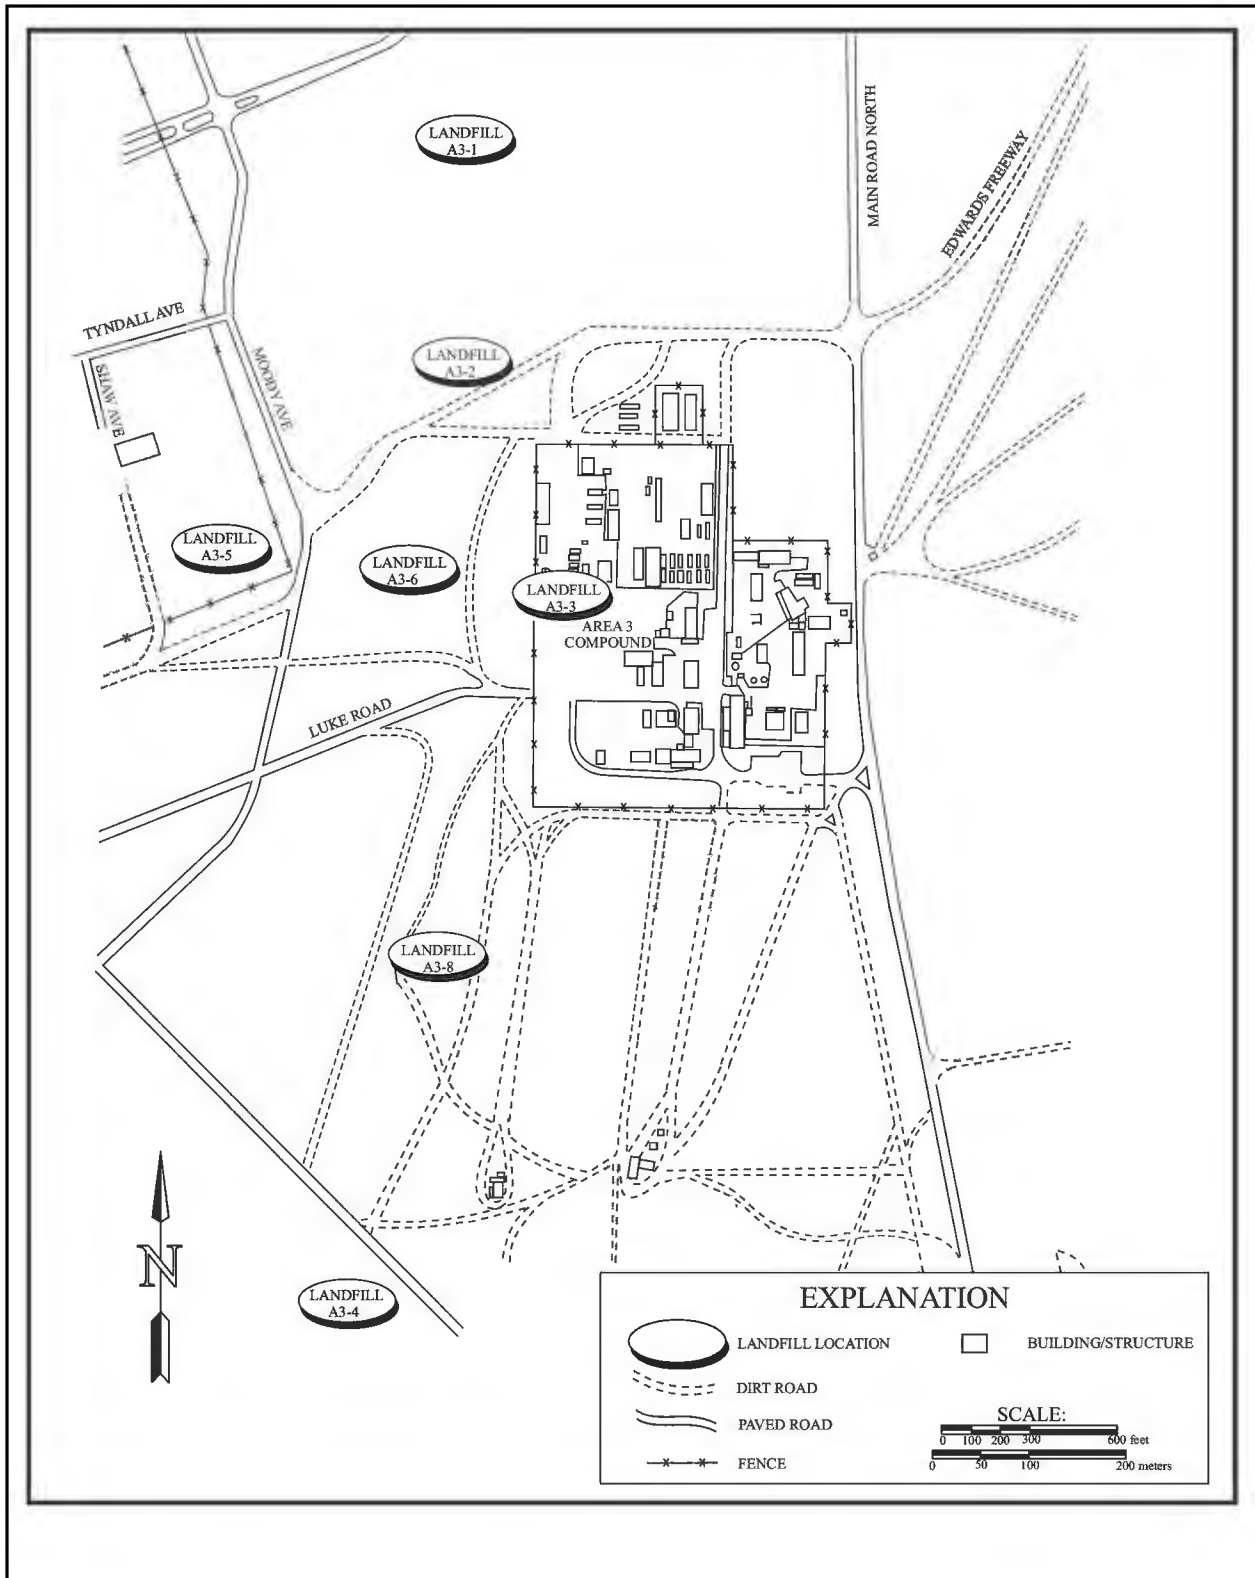 LANDFILL
A3-1
MAIN ROAD NORTH
EDWARDS FREEWAY
TYNDALL AVE
SHAW AVE
MOODY AVE
LANDFILL
A3-2
LANDFILL
A3-5
LANDFILL
A3-6
LANDFILL
A3-3
AREA 3
COMPOUND
LUKE ROAD
LANDFILL
A3-8
N
LANDFILL
A3-4
EXPLANATION
LANDFILL LOCATION
BUILDING/STRUCTURE
DIRT ROAD
PAVED ROAD
FENCE
SCALE:
0 100 200 300 600 feet
0 50 100 200 meters